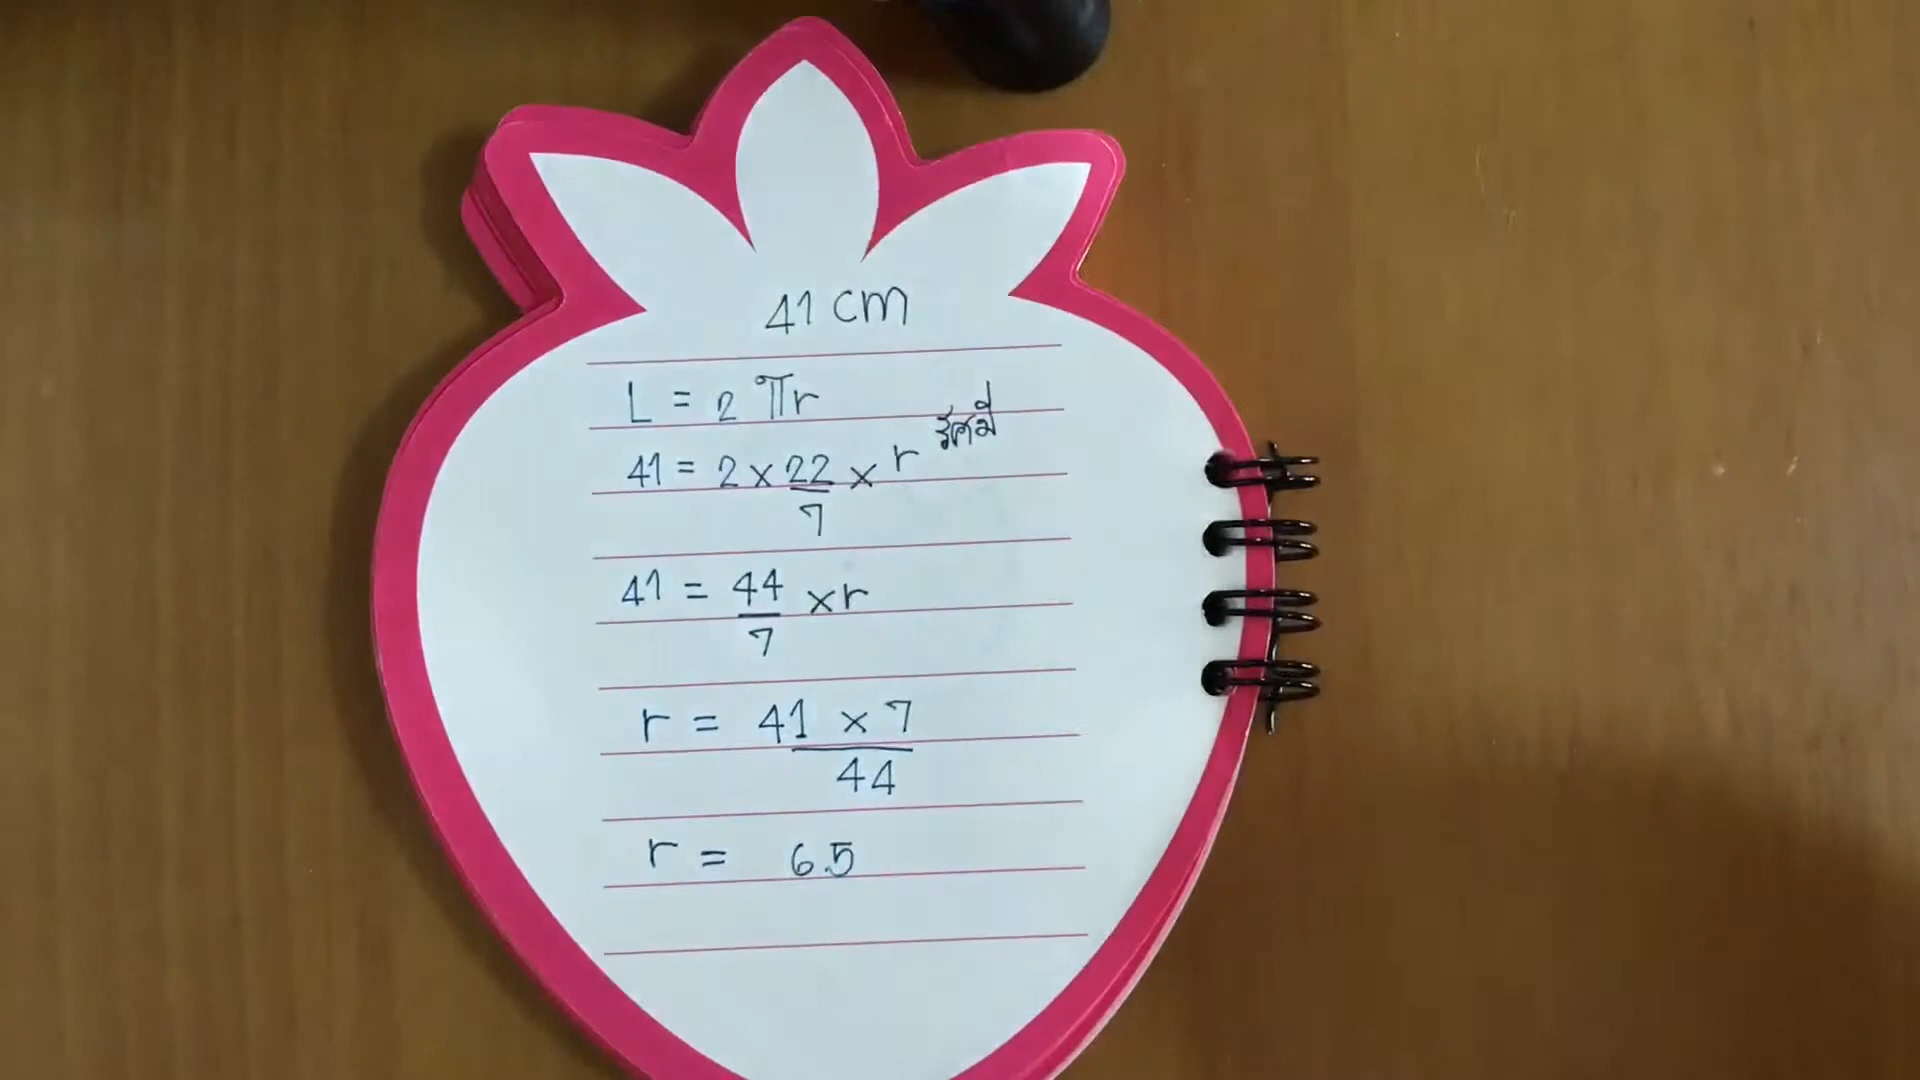 41 cm
L = 2 πr
รัศมี
41 = 2 x 22/7 x r
41 = 44/7 x r
r = 41 x 7/44
r = 6.5